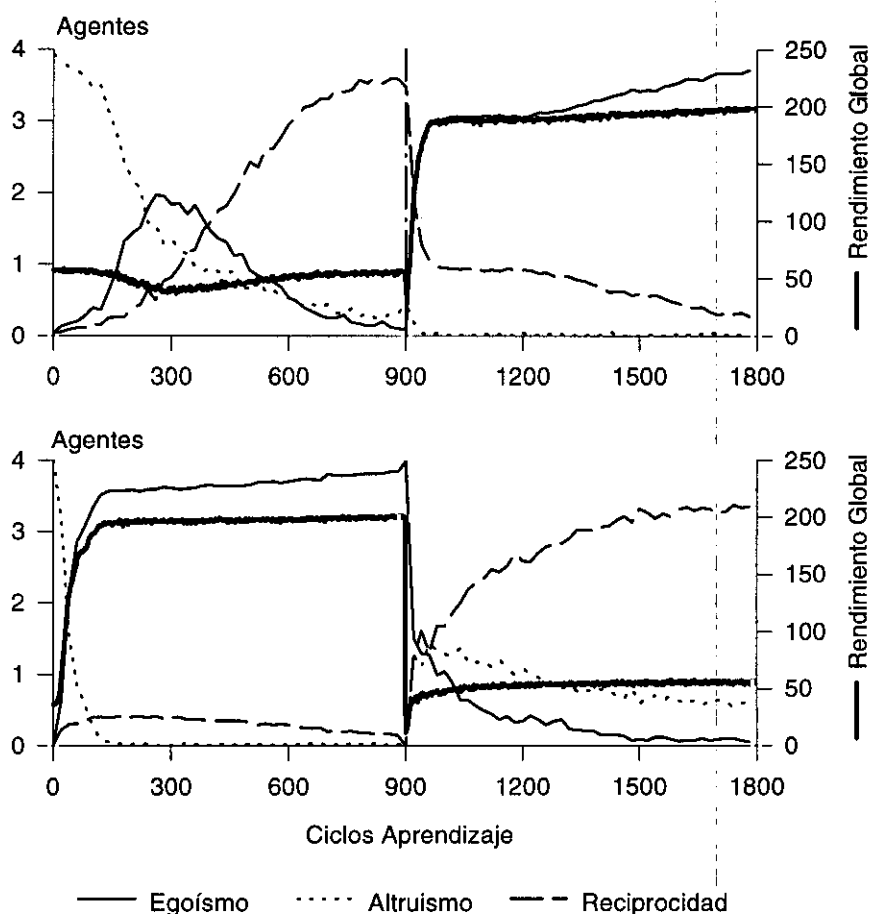 Agentes
4 250
3 200
150
2
100
1 50
0 0
0 300 600 900 1200 1500 1800
Rendimiento Global
Agentes
4 250
3 200
150
2
100
1 50
0 0
0 300 600 900 1200 1500 1800
Rendimiento Global
Ciclos Aprendizaje
Egoísmo Altruismo Reciprocidad